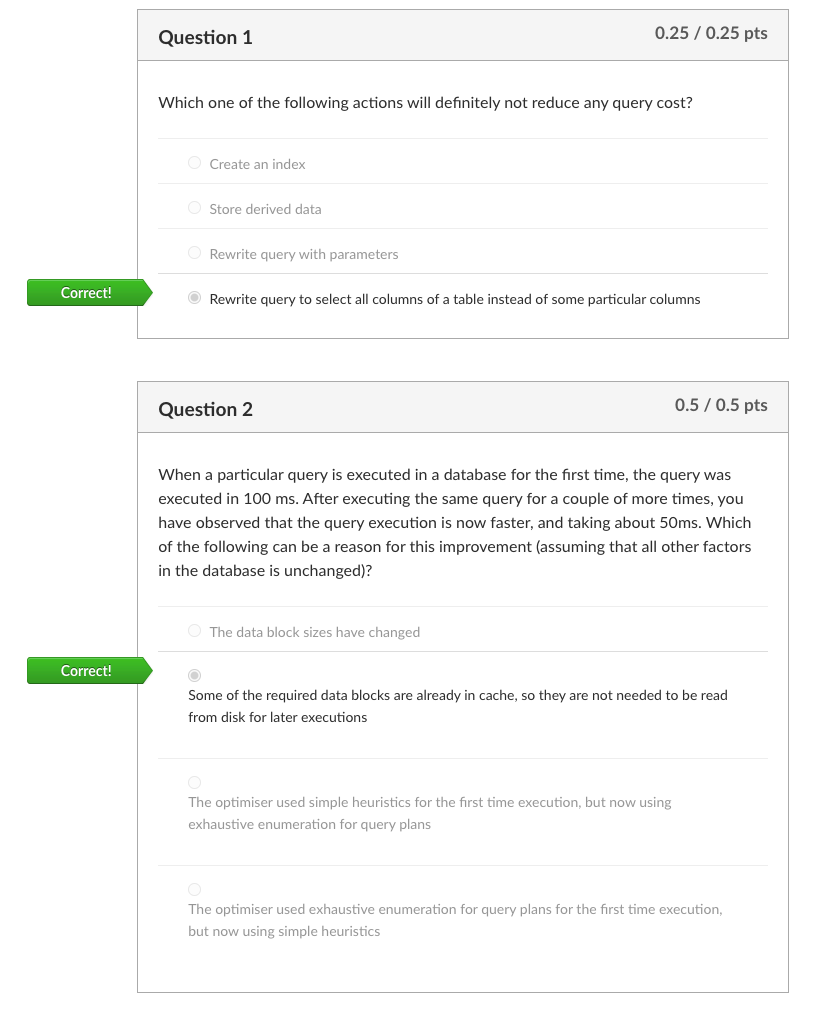 Question 1
0.25 / 0.25 pts
Which one of the following actions will definitely not reduce any query cost?
Create an index
Store derived data
Rewrite query with parameters
Correct!
Rewrite query to select all columns of a table instead of some particular columns
Question 2
0.5 / 0.5 pts
When a particular query is executed in a database for the first time, the query was
executed in 100 ms. After executing the same query for a couple of more times, you
have observed that the query execution is now faster, and taking about 50ms. Which
of the following can be a reason for this improvement (assuming that all other factors
in the database is unchanged)?
The data block sizes have changed
Correct!
Some of the required data blocks are already in cache, so they are not needed to be read
from disk for later executions
The optimiser used simple heuristics for the first time execution, but now using
exhaustive enumeration for query plans
The optimiser used exhaustive enumeration for query plans for the first time execution,
but now using simple heuristics